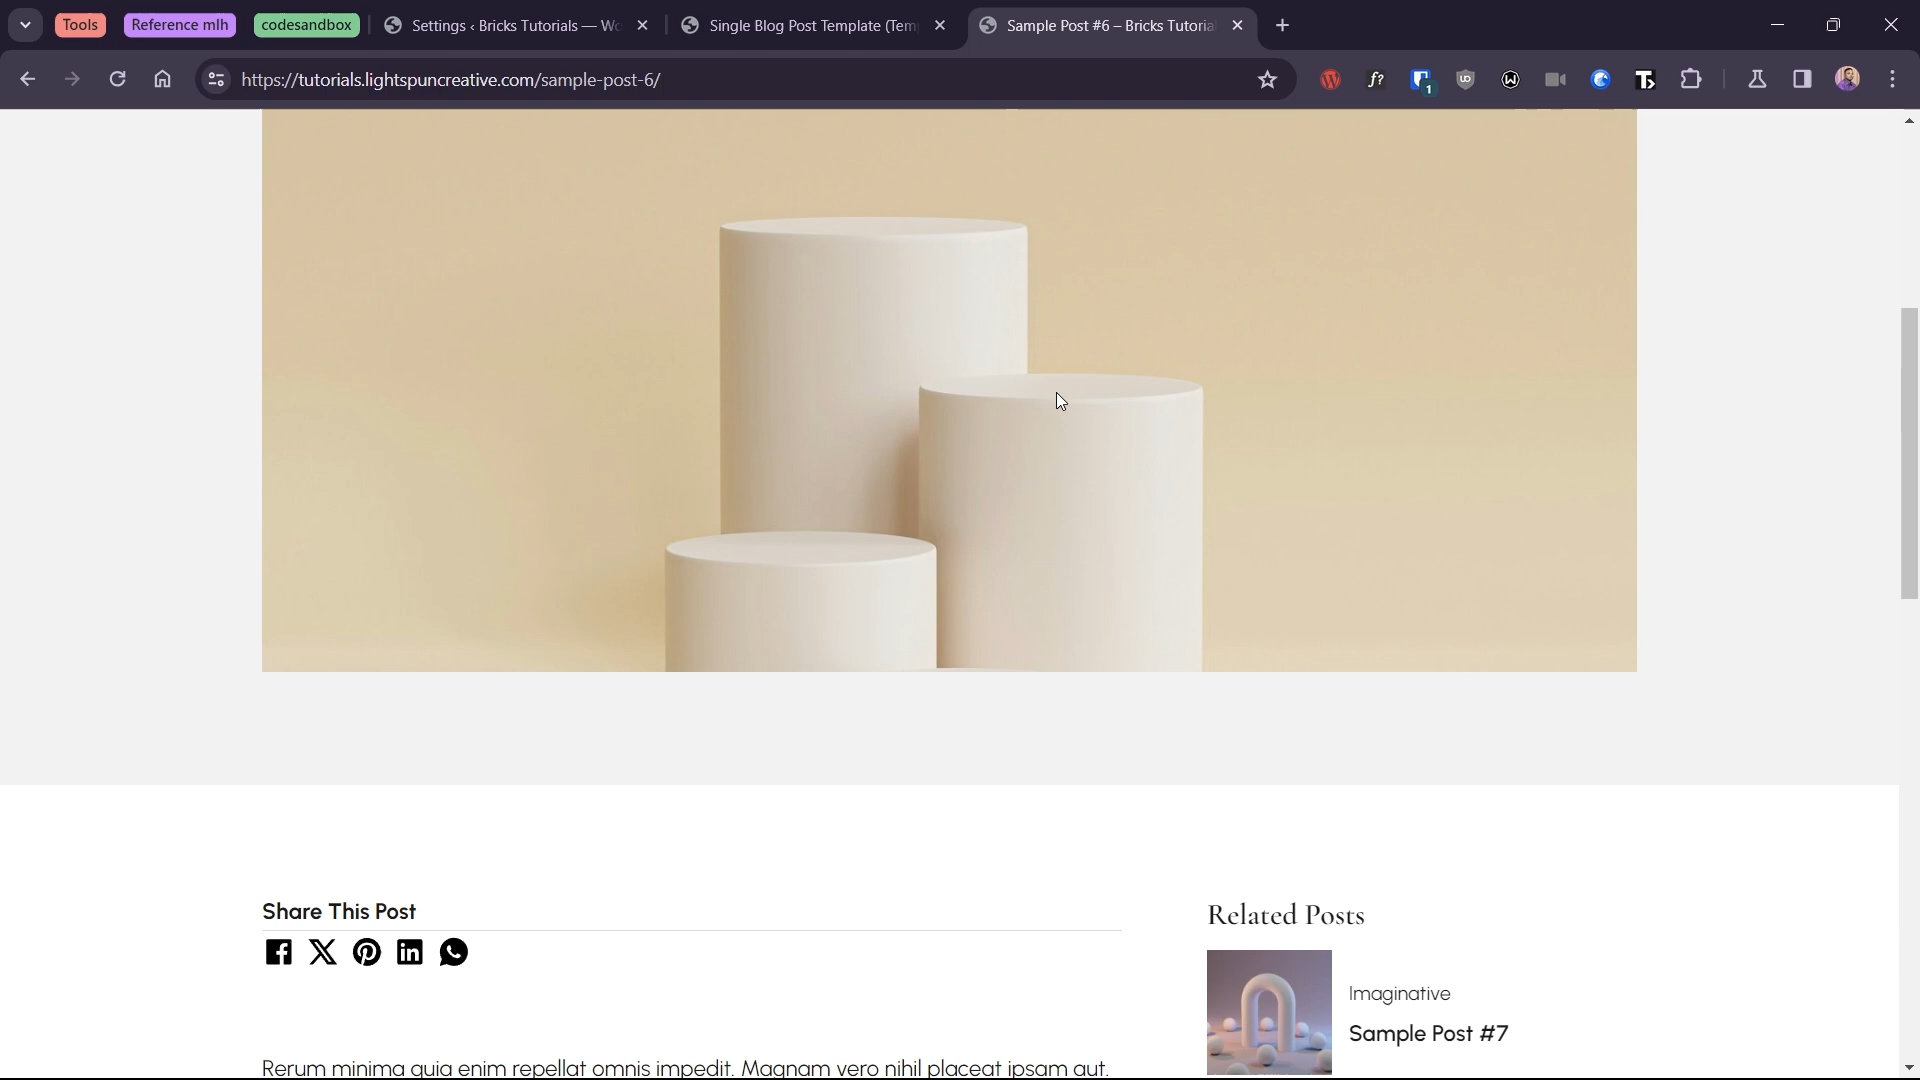 Tools
Reference mlh
codesandbox
Settings ‹ Bricks Tutorials — Wo
Single Blog Post Template (Tem
Sample Post #6 – Bricks Tutoria
https://tutorials.lightspuncreative.com/sample-post-6/
f?
1
Share This Post
Related Posts
Imaginative
Sample Post #7
Rerum minima quia enim repellat omnis impedit. Magnam vero nihil placeat ipsam aut.